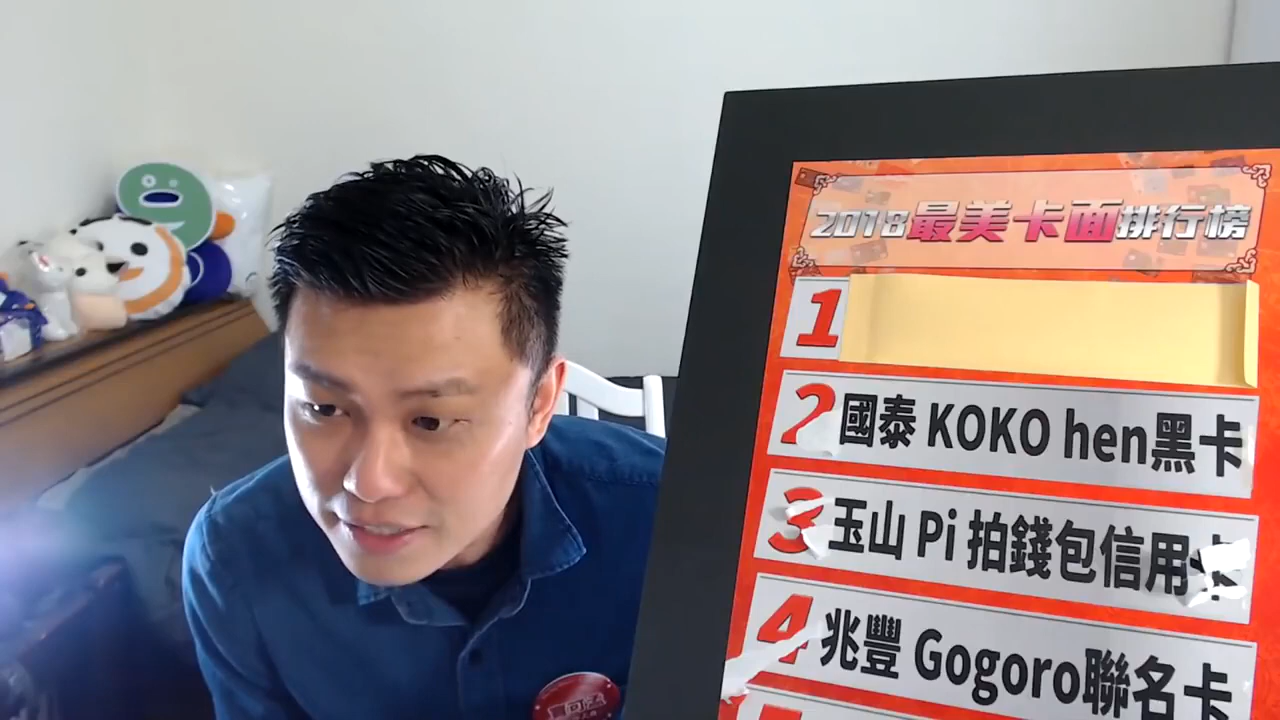 2018最美卡面排行榜
1
2 國泰 KOKO hen黑卡
3 玉山 Pi 拍錢包信用卡
4 兆豐 Gogoro聯名卡